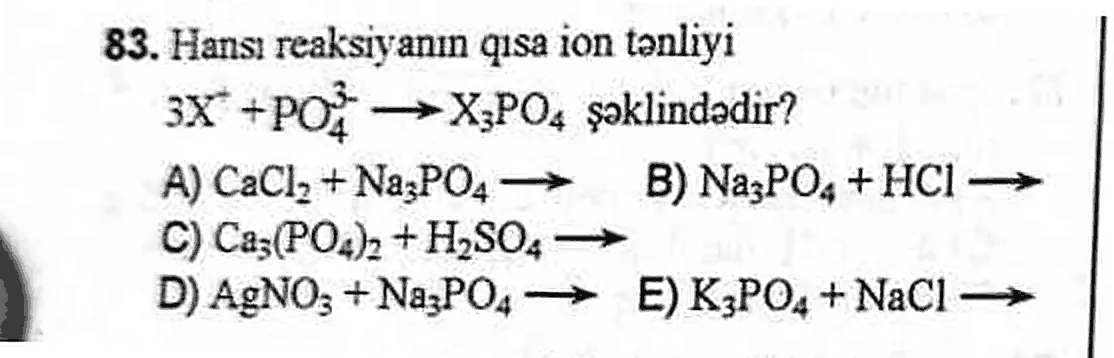 83. Hansı reaksiyanın qısa ion tənliyi
3X⁺ + PO₄³⁻ ⟶ X₃PO₄ şəklindədir?
A) CaCl₂ + Na₃PO₄ ⟶ B) Na₃PO₄ + HCl ⟶
C) Ca₃(PO₄)₂ + H₂SO₄ ⟶
D) AgNO₃ + Na₃PO₄ ⟶ E) K₃PO₄ + NaCl ⟶